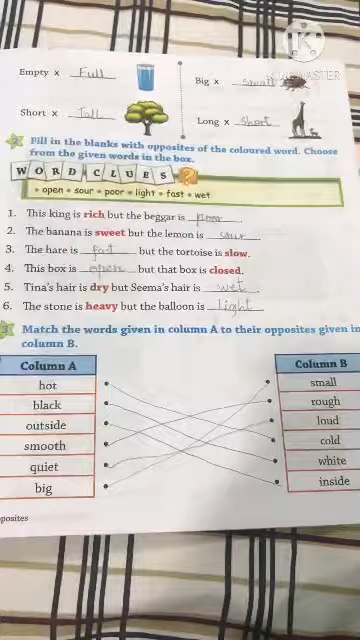 Empty x Full
Big x small
Short x Tall
Long x Short
Fill in the blanks with opposites of the coloured word. Choose
from the given words in the box.
WORD CLUES ?
• open • sour • poor • light • fast • wet
1. This king is rich but the beggar is poor.
2. The banana is sweet but the lemon is sour.
3. The hare is fast but the tortoise is slow.
4. This box is open but that box is closed.
5. Tina's hair is dry but Seema's hair is wet.
6. The stone is heavy but the balloon is light
3 Match the words given in column A to their opposites given in
column B.
Column A Column B
hot small
black rough
outside loud
smooth cold
quiet white
big inside
posites